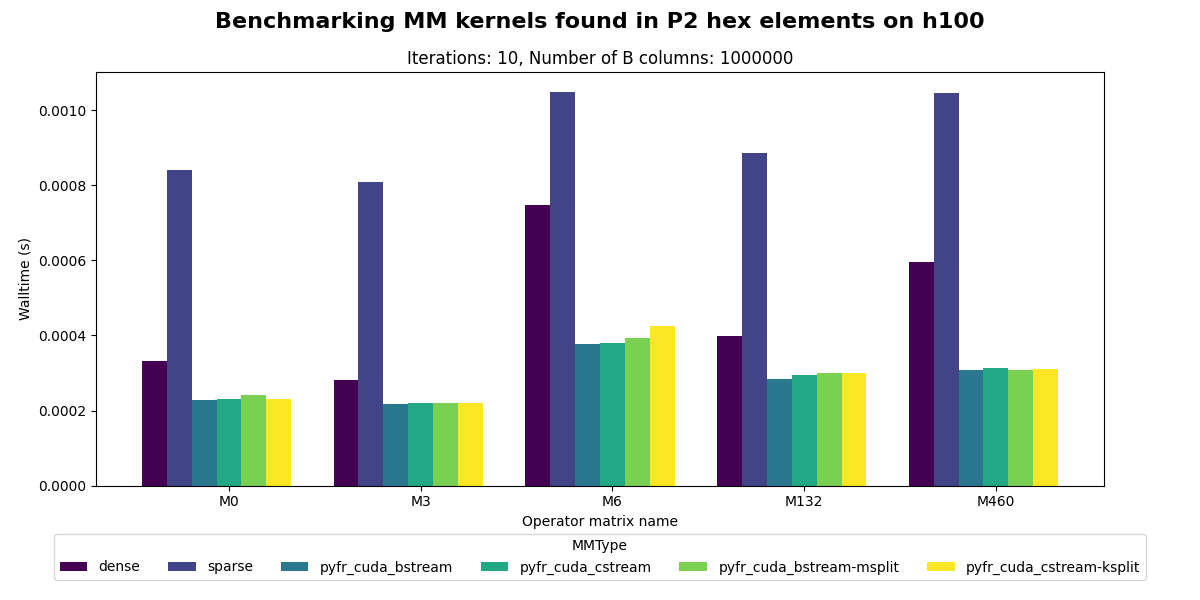 Benchmarking MM kernels found in P2 hex elements on h100
Iterations: 10, Number of B columns: 1000000
0.0010
0.0008
0.0006
0.0004
0.0002
0.0000
Walltime (s)
M0 M3 M6 M132 M460
Operator matrix name
MMType
dense sparse pyfr_cuda_bstream pyfr_cuda_cstream pyfr_cuda_bstream-msplit pyfr_cuda_cstream-ksplit